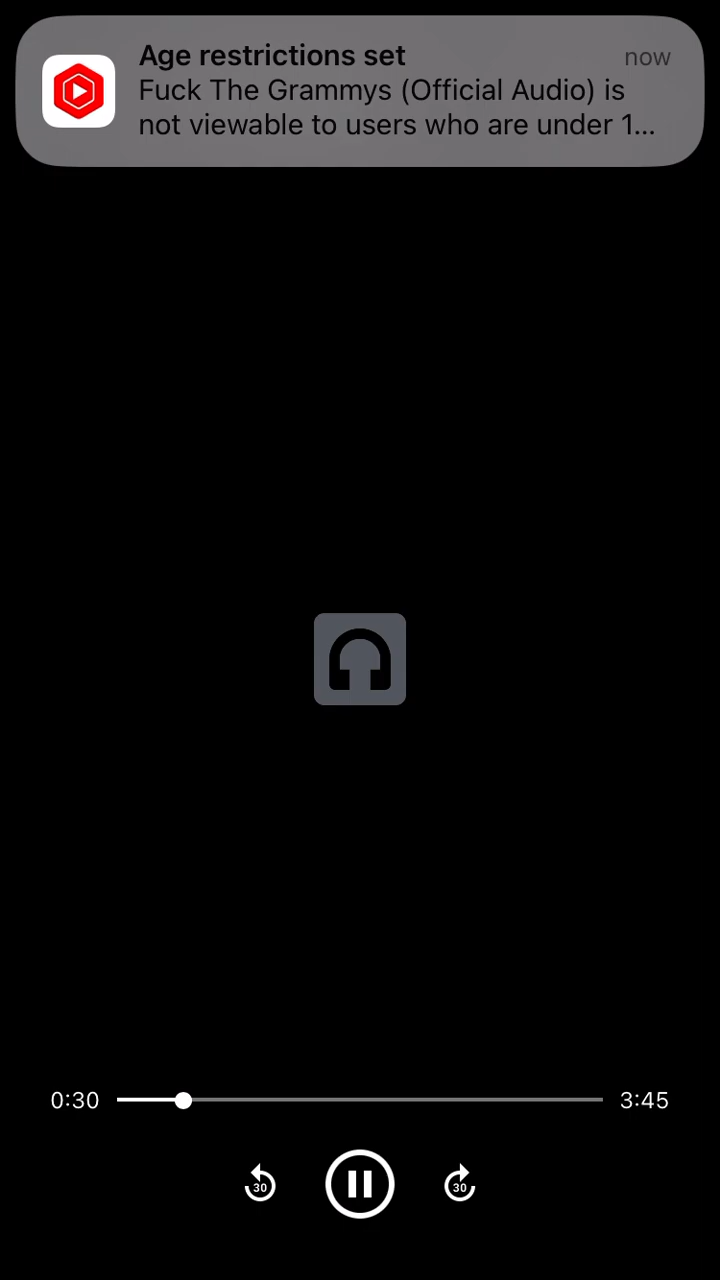 Age restrictions set
now
Fuck The Grammys (Official Audio) is
not viewable to users who are under 1...
0:30
3:45
30
30